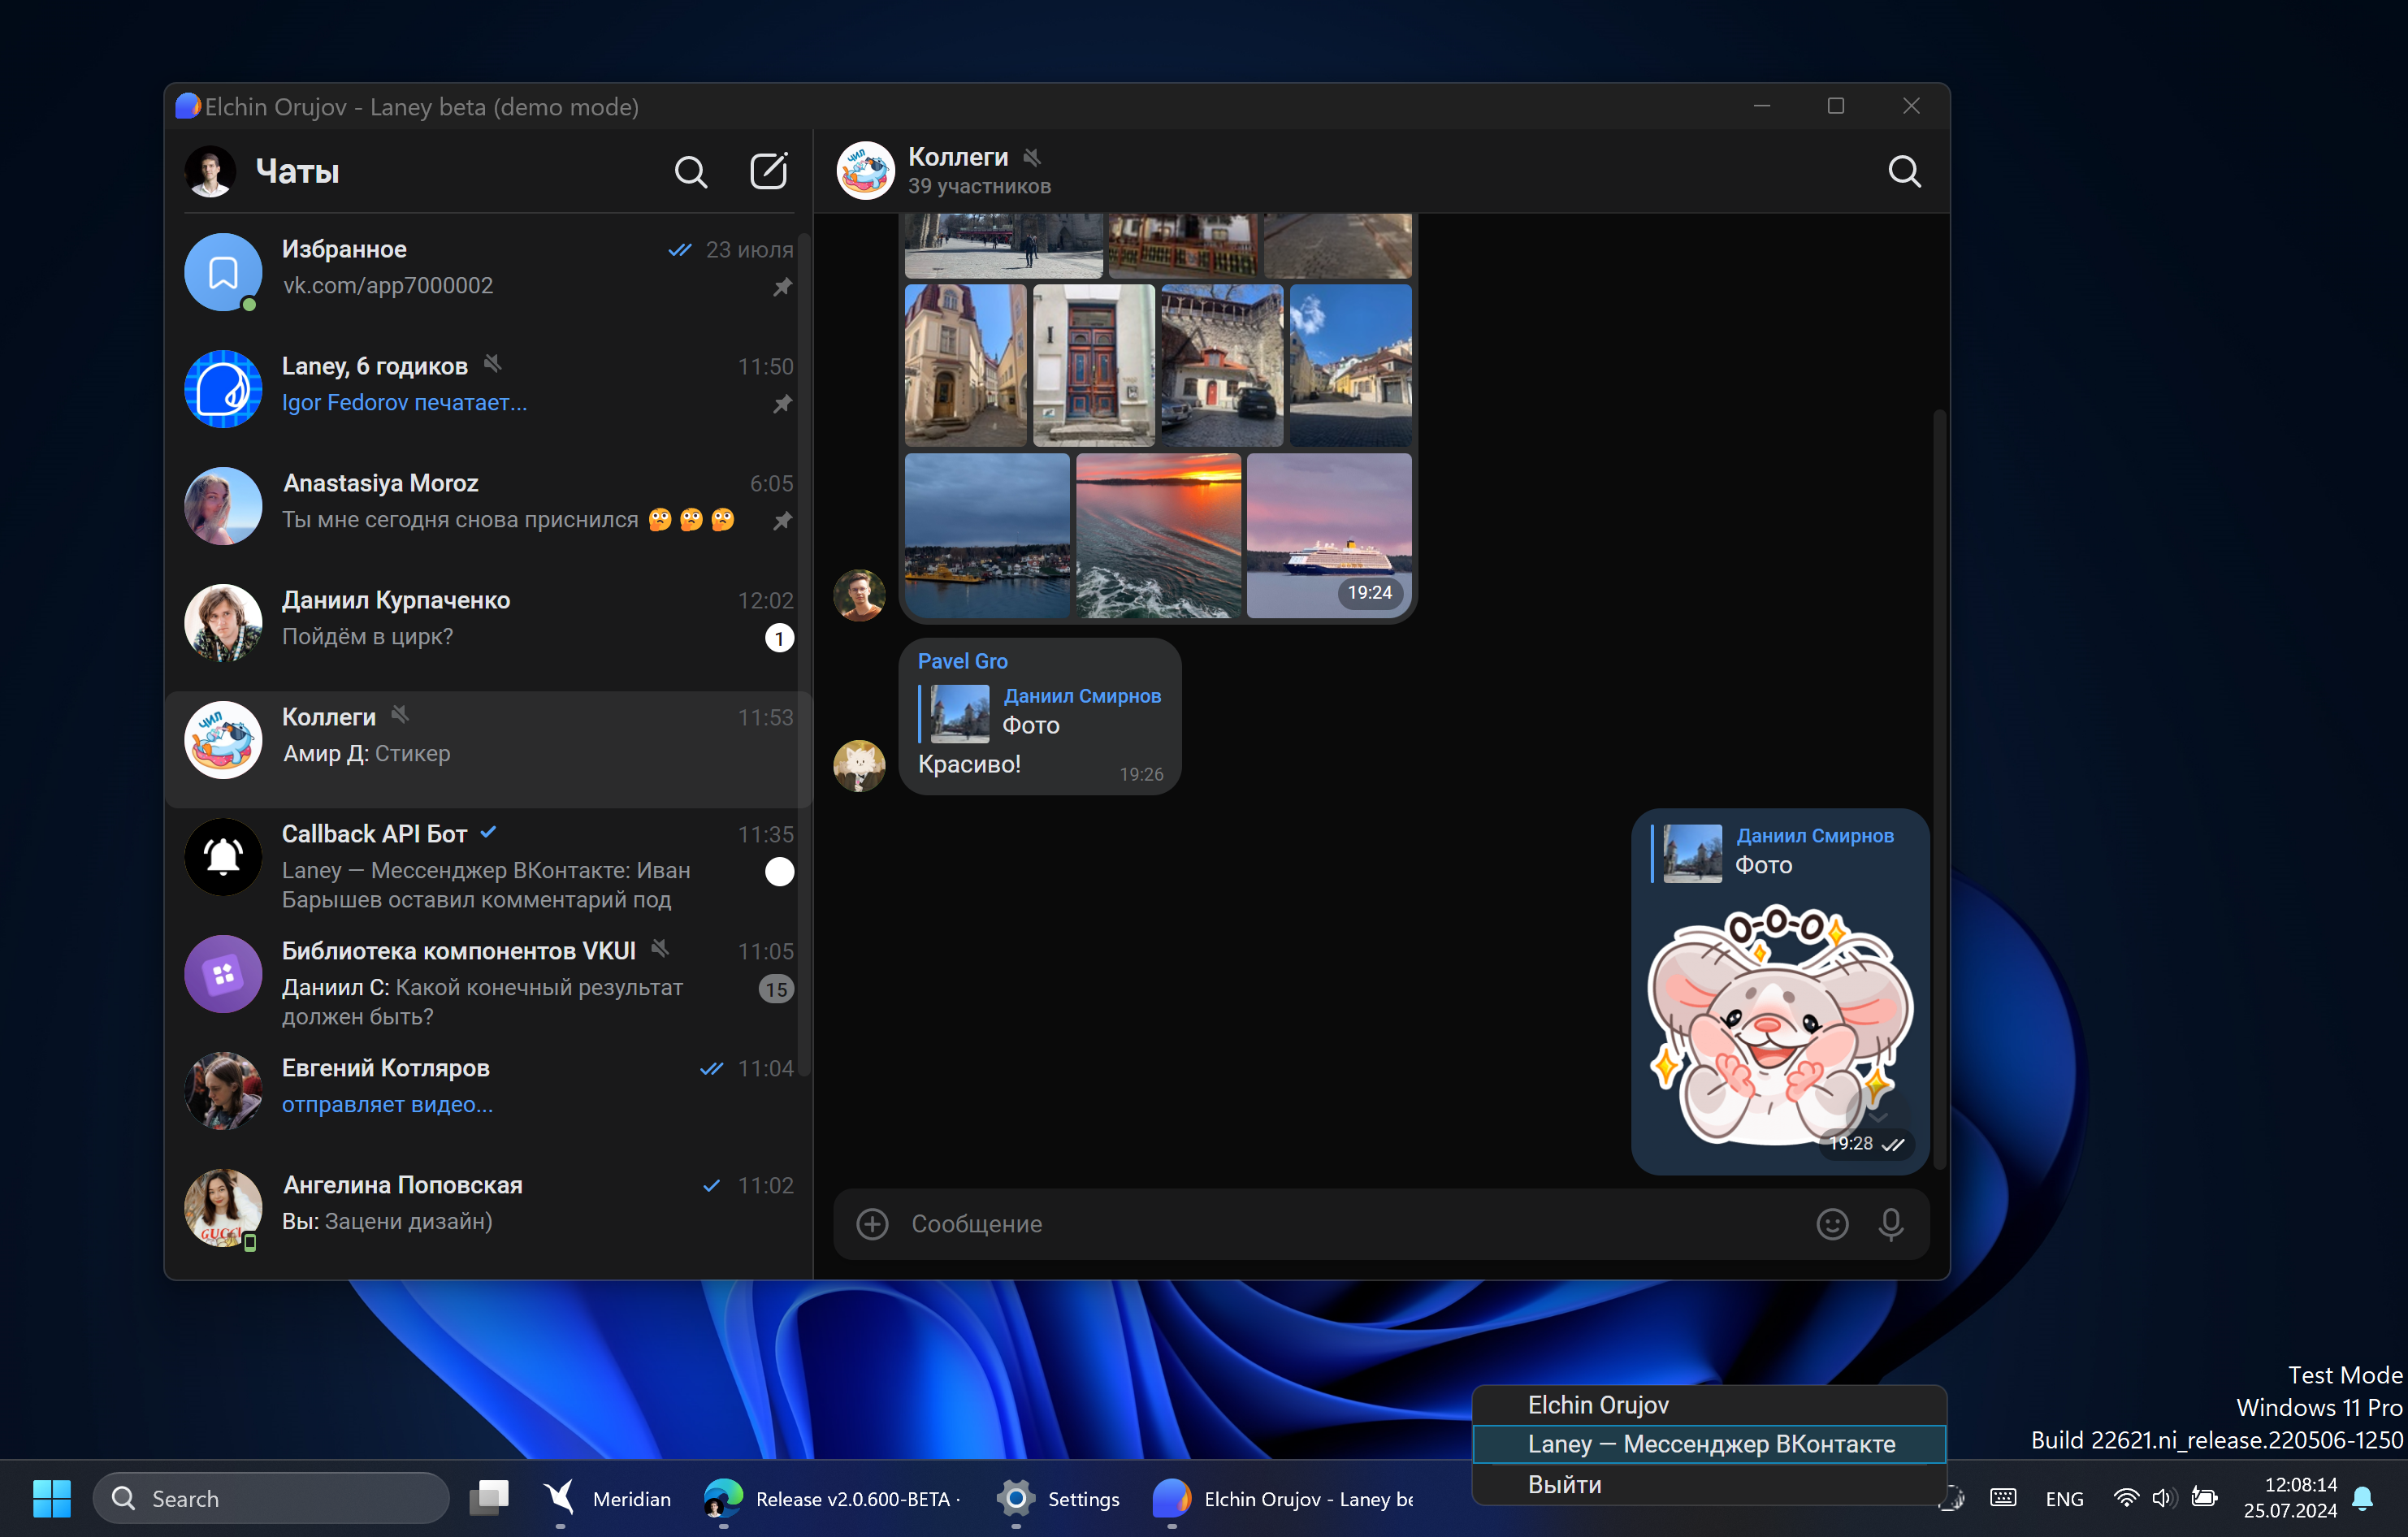 Elchin Orujov - Laney beta (demo mode)
Чаты
Избранное
23 июля
vk.com/app7000002
Laney, 6 годиков
11:50
Igor Fedorov печатает...
Anastasiya Moroz
6:05
Ты мне сегодня снова приснился 🤔🤔🤔
Даниил Курпаченко
12:02
Пойдём в цирк?
1
Коллеги
11:53
Амир Д: Стикер
Callback API Бот
11:35
Laney — Мессенджер ВКонтакте: Иван
Барышев оставил комментарий под
Библиотека компонентов VKUI
11:05
Даниил С: Какой конечный результат
должен быть?
15
Евгений Котляров
11:04
отправляет видео...
Ангелина Поповская
11:02
Вы: Зацени дизайн)
Коллеги
39 участников
19:24
Pavel Gro
Даниил Смирнов
Фото
Красиво!
19:26
Даниил Смирнов
Фото
О-О-О
19:28
Сообщение
Test Mode
Windows 11 Pro
Build 22621.ni_release.220506-1250
Elchin Orujov
Laney — Мессенджер ВКонтакте
Выйти
Search
Meridian
Release v2.0.600-BETA ·
Settings
Elchin Orujov - Laney be
ENG
12:08:14
25.07.2024